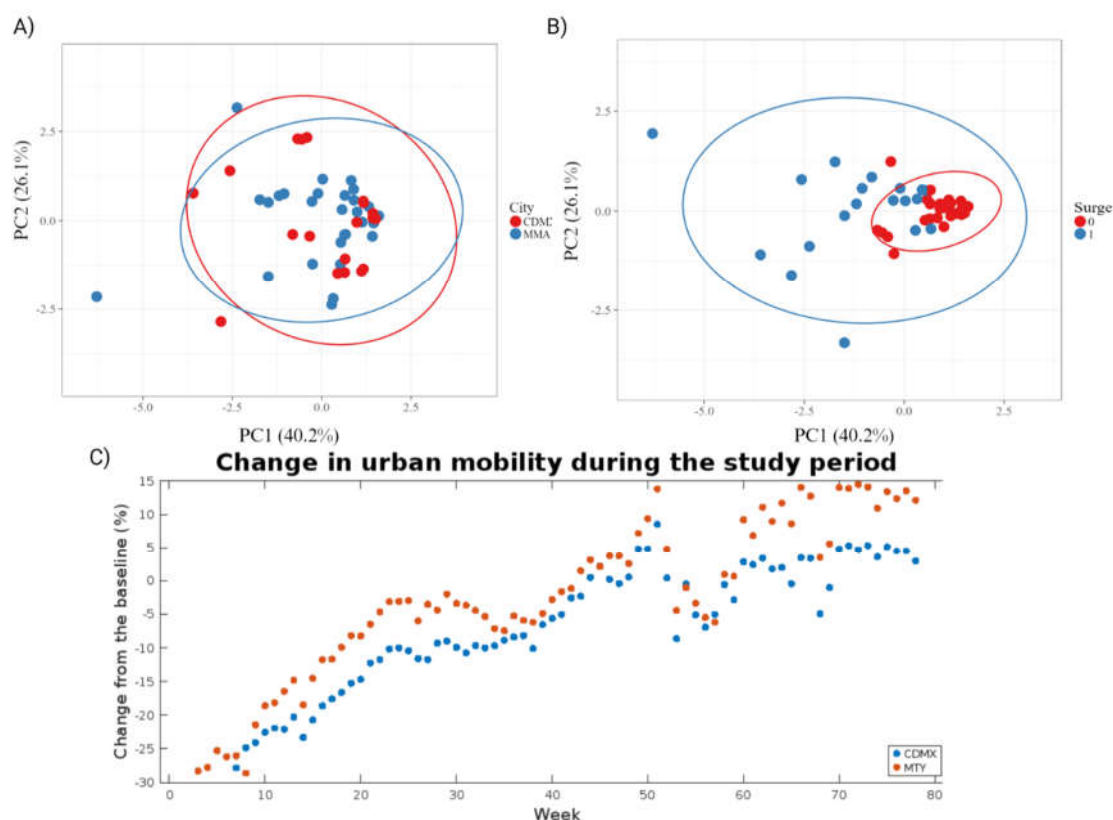 A)
2.5
0.0
-2.5
PC2 (26.1%)
-5.0
-2.5
0.0
2.5
PC1 (40.2%)
City
CDM:
MMA
B)
2.5
0.0
-2.5
PC2 (26.1%)
-5.0
-2.5
0.0
2.5
PC1 (40.2%)
Surge
0
1
C)
Change in urban mobility during the study period
15
10
5
0
-5
-10
-15
-20
-25
-30
Change from the baseline (%)
0
10
20
30
40
50
60
70
80
Week
CDMX
MTY